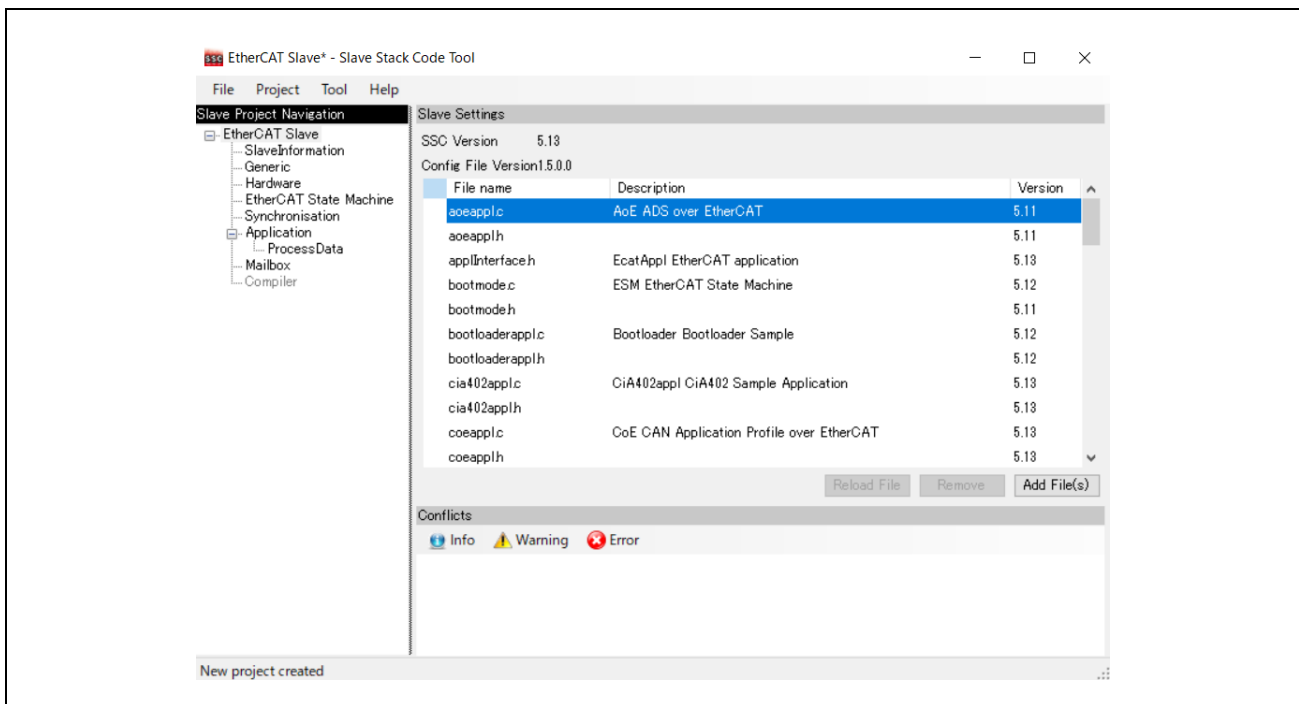 SSC EtherCAT Slave* - Slave Stack Code Tool
File Project Tool Help
Slave Project Navigation
EtherCAT Slave
SlaveInformation
Generic
Hardware
EtherCAT State Machine
Synchronisation
Application
ProcessData
Mailbox
Compiler
Slave Settings
SSC Version 5.13
Config File Version1.5.0.0
File name Description Version
aoeappl.c AoE ADS over EtherCAT 5.11
aoeappl.h 5.11
applInterface.h EcatAppl EtherCAT application 5.13
bootmode.c ESM EtherCAT State Machine 5.12
bootmode.h 5.11
bootloaderappl.c Bootloader Bootloader Sample 5.12
bootloaderappl.h 5.12
cia402appl.c CiA402appl CiA402 Sample Application 5.13
cia402appl.h 5.13
coeappl.c CoE CAN Application Profile over EtherCAT 5.13
coeappl.h 5.13
Reload File Remove Add File(s)
Conflicts
Info Warning Error
New project created